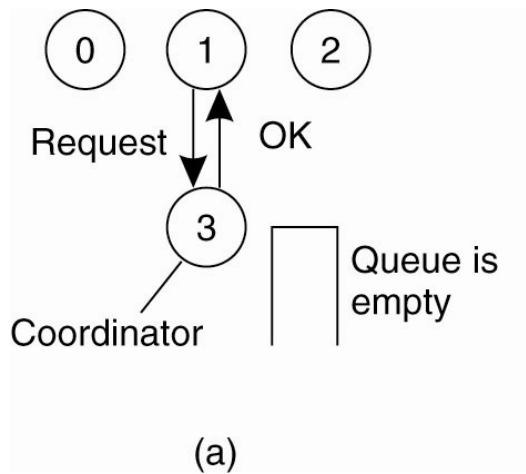 0 1 2
Request OK
3
Queue is
empty
Coordinator
(a)